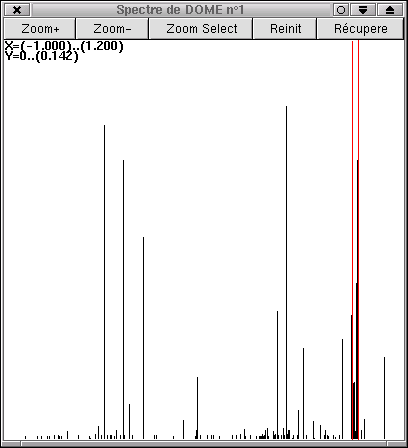 Spectre de DOME n°1
Zoom+ Zoom- Zoom Select Reinit Récupere
X=(-1.000)..(1.200)
Y=0..(0.142)